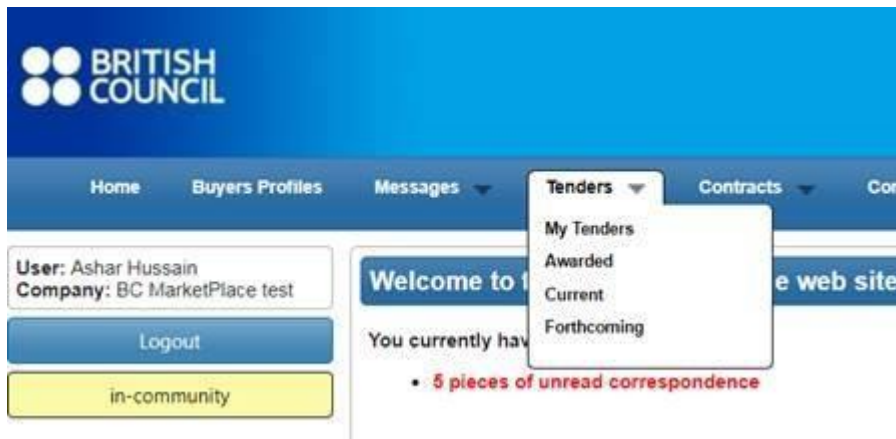 BRITISH
COUNCIL
Home Buyers Profiles Messages Tenders Contracts
My Tenders
Awarded
Current
Forthcoming
User: Ashar Hussain
Company: BC MarketPlace test
Logout
in-community
Welcome to e web site
You currently hav
• 5 pieces of unread correspondence